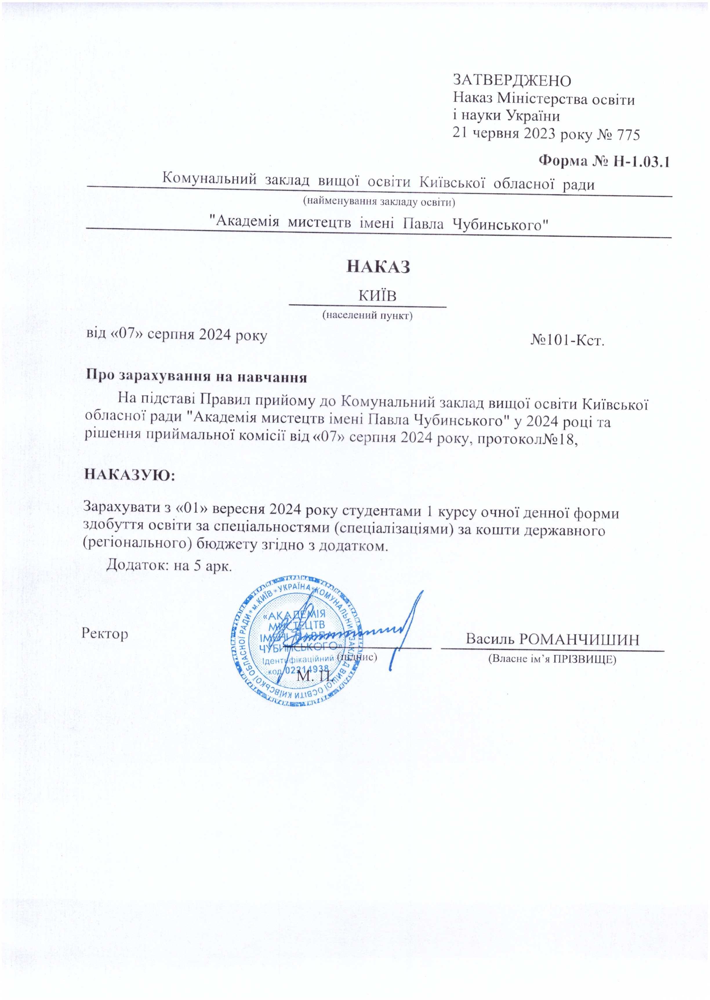 ЗАТВЕРДЖЕНО
Наказ Міністерства освіти
і науки України
21 червня 2023 року № 775
Форма № Н-1.03.1
Комунальний заклад вищої освіти Київської обласної ради
(найменування закладу освіти)
"Академія мистецтв імені Павла Чубинського"
НАКАЗ
КИЇВ
(населений пункт)
від «07» серпня 2024 року №101-Кст.
Про зарахування на навчання
На підставі Правил прийому до Комунальний заклад вищої освіти Київської
обласної ради "Академія мистецтв імені Павла Чубинського" у 2024 році та
рішення приймальної комісії від «07» серпня 2024 року, протокол№18,
НАКАЗУЮ:
Зарахувати з «01» вересня 2024 року студентами 1 курсу очної денної форми
здобуття освіти за спеціальностями (спеціалізаціями) за кошти державного
(регіонального) бюджету згідно з додатком.
Додаток: на 5 арк.
Ректор
Василь РОМАНЧИШИН
(підпис)
(Власне ім’я ПРІЗВИЩЕ)
М. П.
м.КИЇВ * УКРАЇНА * КОМУНАЛЬНИЙ ЗАКЛАД ВИЩОЇ ОСВІТИ КИЇВСЬКОЇ ОБЛАСНОЇ РАДИ *
«АКАДЕМІЯ
МИСТЕЦТВ
ІМЕНІ ПАВЛА
ЧУБИНСЬКОГО»
Ідентифікаційний
код 02214938